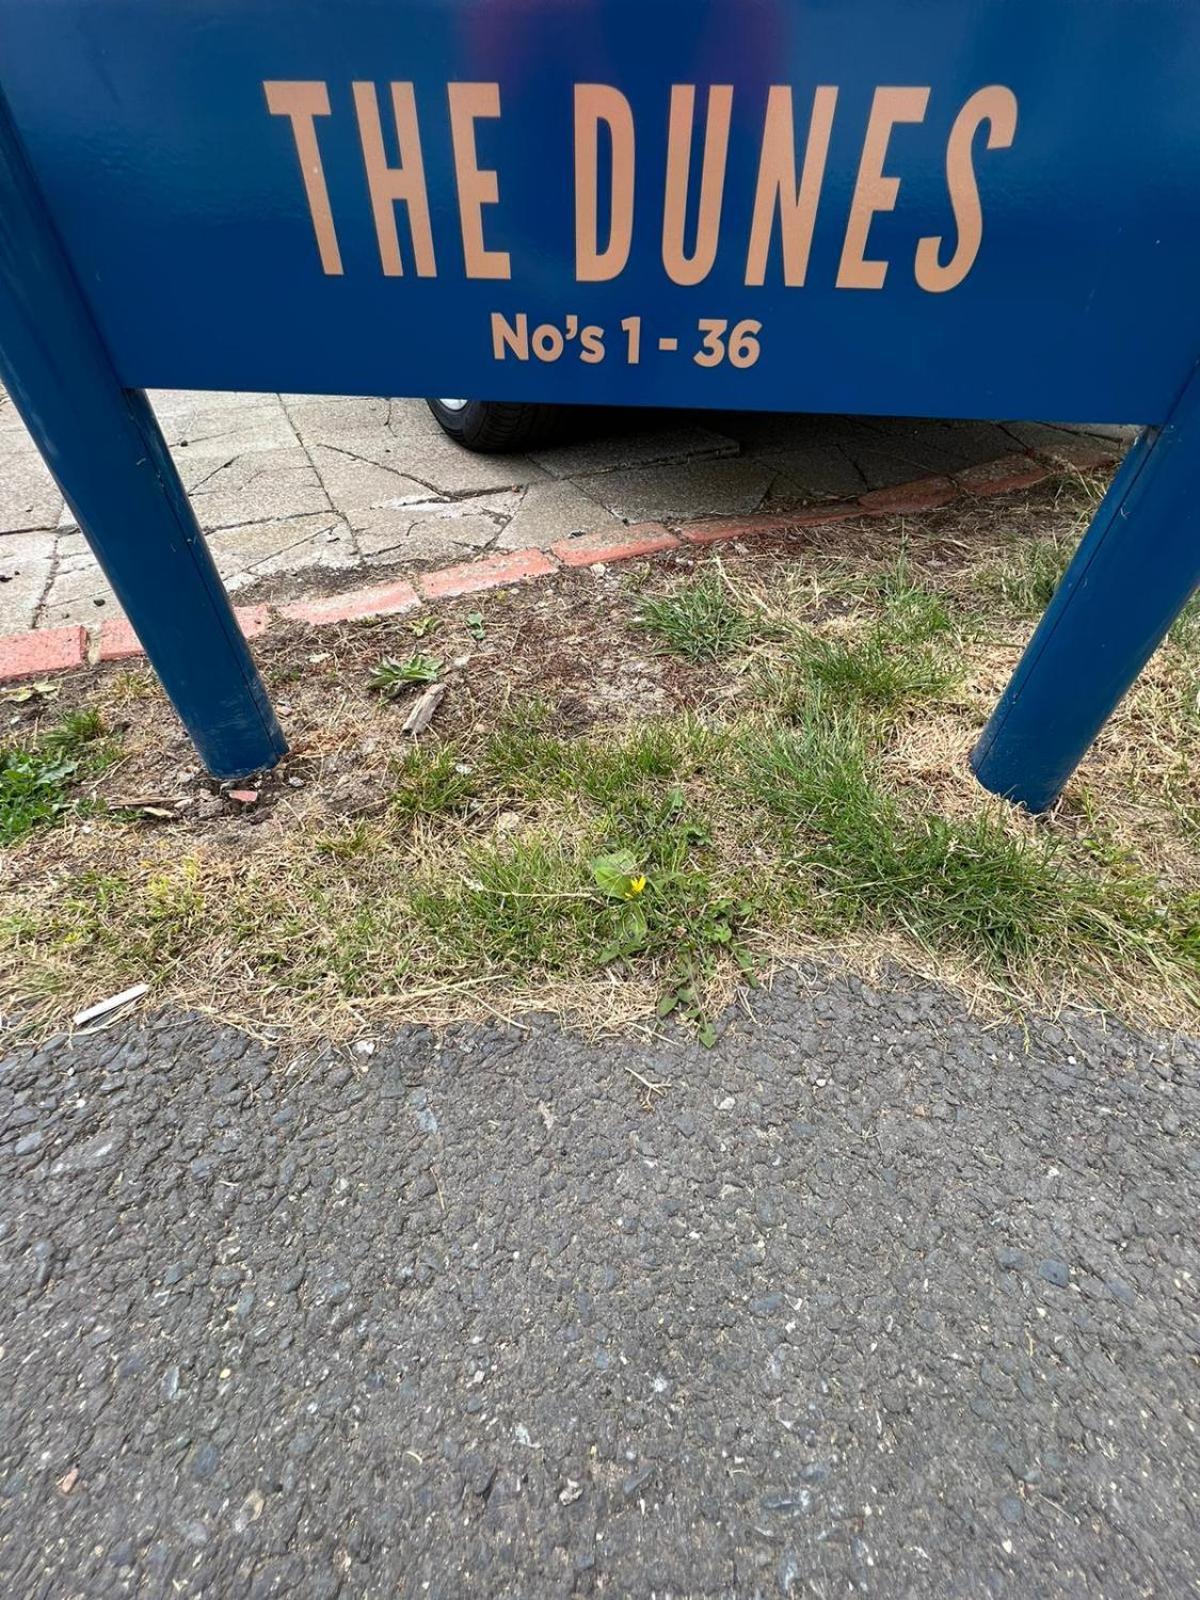 THE DUNES
No's 1 - 36